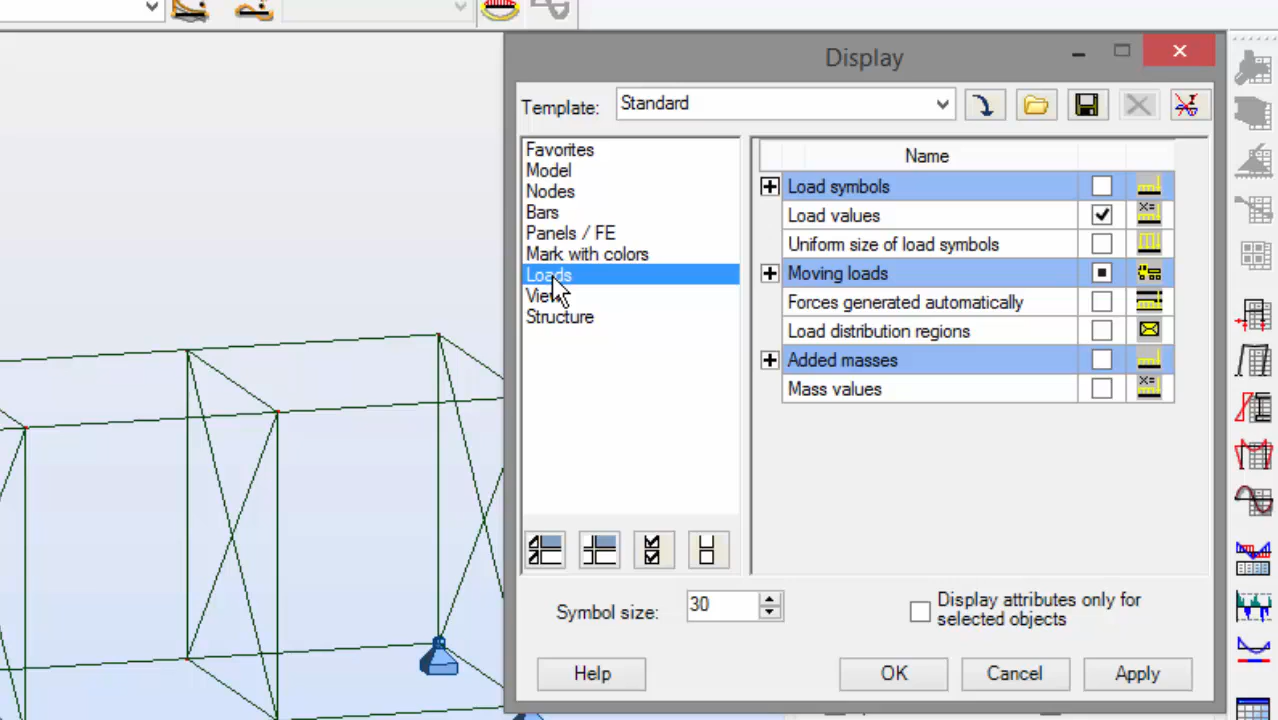 Display
Template:
Standard
Favorites
Model
Nodes
Bars
Panels / FE
Mark with colors
Loads
View
Structure
Name
Load symbols
Load values
X=
Uniform size of load symbols
Moving loads
Forces generated automatically
Load distribution regions
Added masses
Mass values
X=
Symbol size:
30
Display attributes only for
selected objects
Help
OK
Cancel
Apply